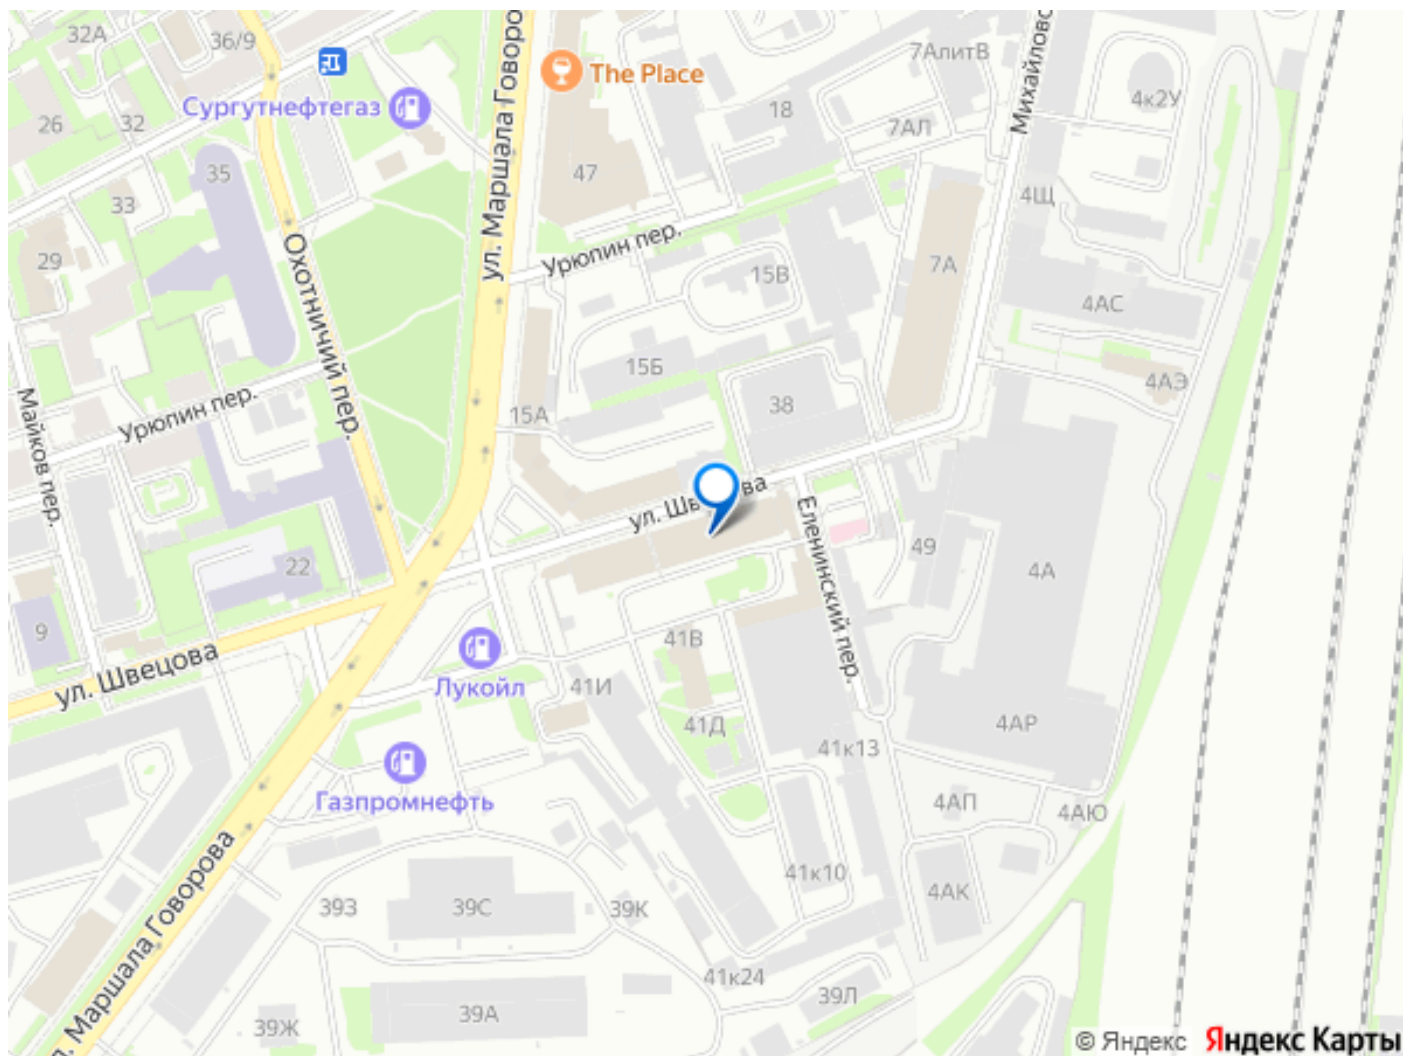 32А
36/9
ул. Маршала Говоро
The Place
7АлитВ
Михайловс
4к2У
Сургутнефтегаз
26
32
18
7АЛ
35
33
47
4Щ
29
Охотничий пер.
Урюпин пер.
15В
7А
4АС
15Б
4АЭ
Майков пер.
Урюпин пер.
15А
38
ул. Шв
ва
Еленинский пер.
49
4А
22
9
ул. Швецова
Лукойл
41В
41И
41Д
4АР
41к13
Газпромнефть
4АП
4АЮ
41к10
4АК
39З
39С
39К
л. Маршала Говорова
41к24
39Л
39А
39Ж
© Яндекс Яндекс Карты